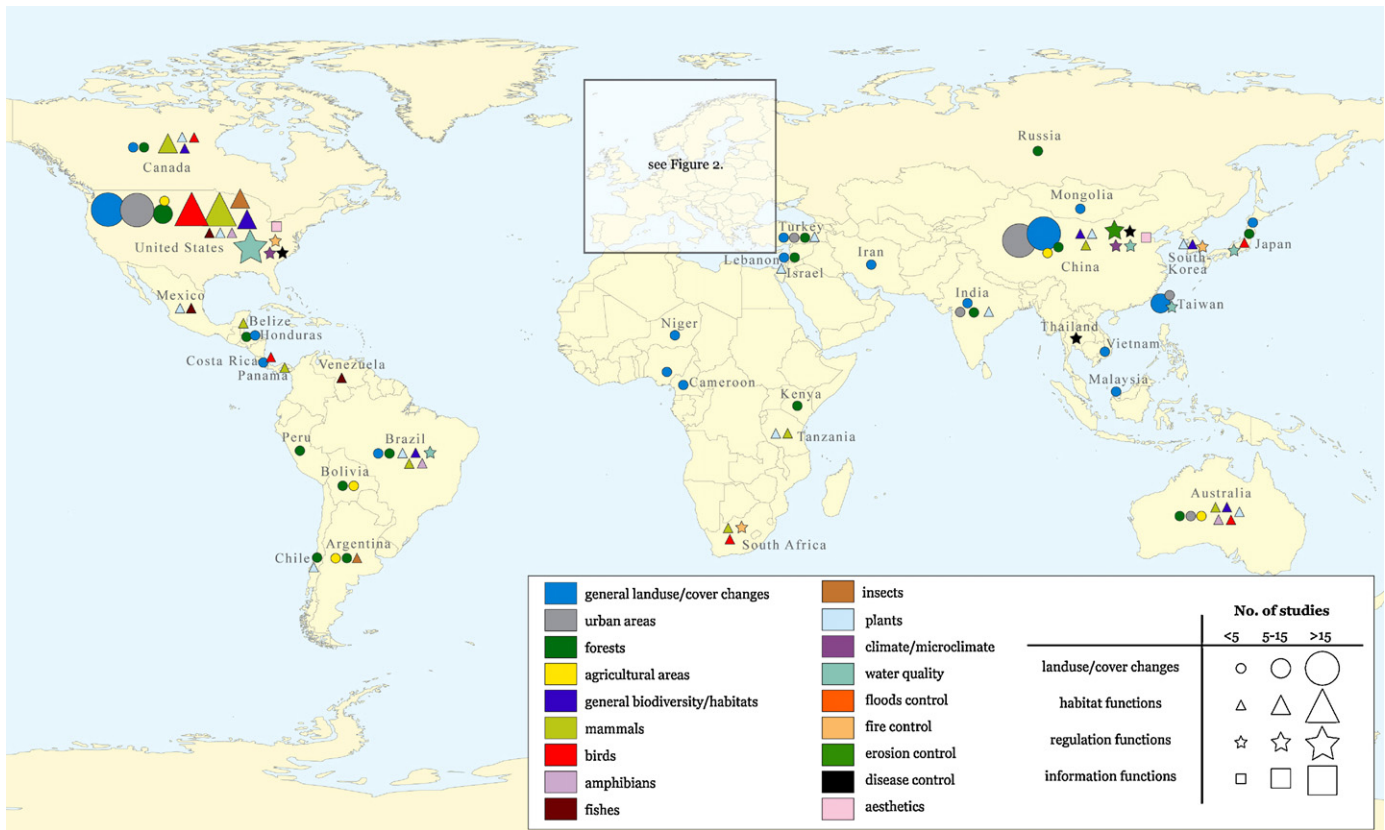 Russia
Canada
see Figure 2.
Mongolia
Turkey
United States
Lebanon
Israel
Iran
China
South-
Korea
Japan
Mexico
Belize
Honduras
India
Taiwan
Niger
Thailand
Costa Rica
Panama
Venezuela
Vietnam
Cameroon
Malaysia
Kenya
Peru
Brazil
Tanzania
Bolivia
Australia
Chile
Argentina
South Africa
general landuse/cover changes
urban areas
forests
agricultural areas
general biodiversity/habitats
mammals
birds
amphibians
fishes
insects
plants
climate/microclimate
water quality
floods control
fire control
erosion control
disease control
aesthetics
No. of studies
<5 5-15 >15
landuse/cover changes
habitat functions
regulation functions
information functions